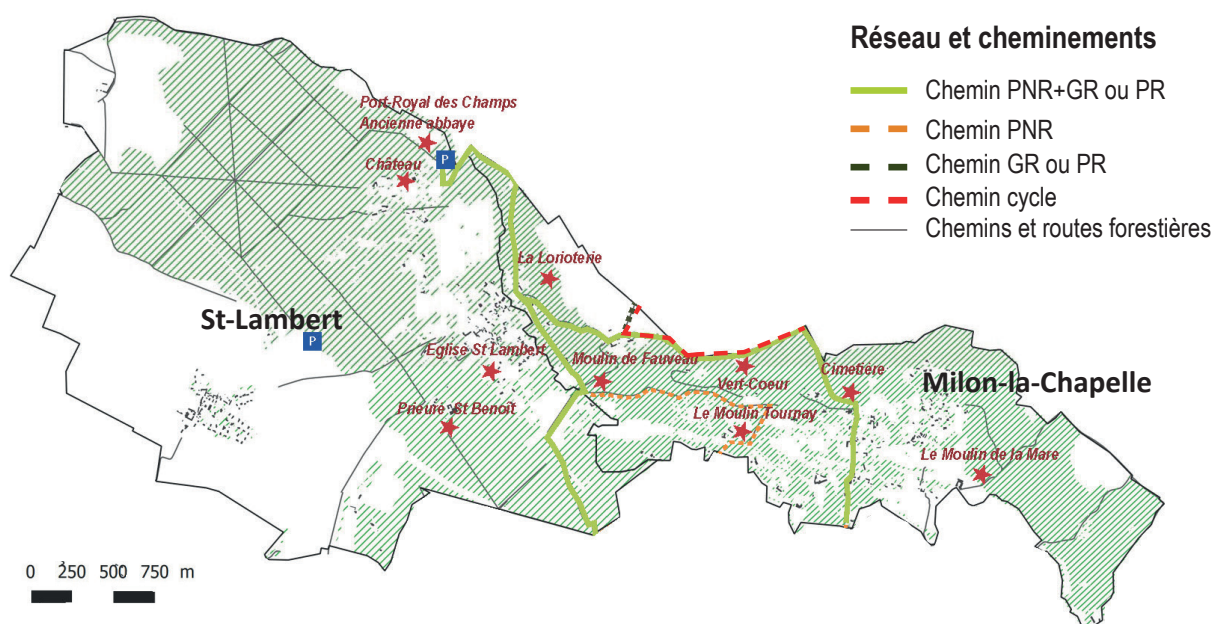 Réseau et cheminements
Chemin PNR+GR ou PR
Chemin PNR
Chemin GR ou PR
Chemin cycle
Chemins et routes forestières
Port-Royal des Champs
Ancienne abbaye
P
Château
La Lorioterie
St-Lambert
P
Eglise St Lambert
Moulin de Fauveau
Vert-Coeur
Cimetière
Milon-la-Chapelle
Prieuré St Benoît
Le Moulin Tournay
Le Moulin de la Mare
0 250 500 750 m